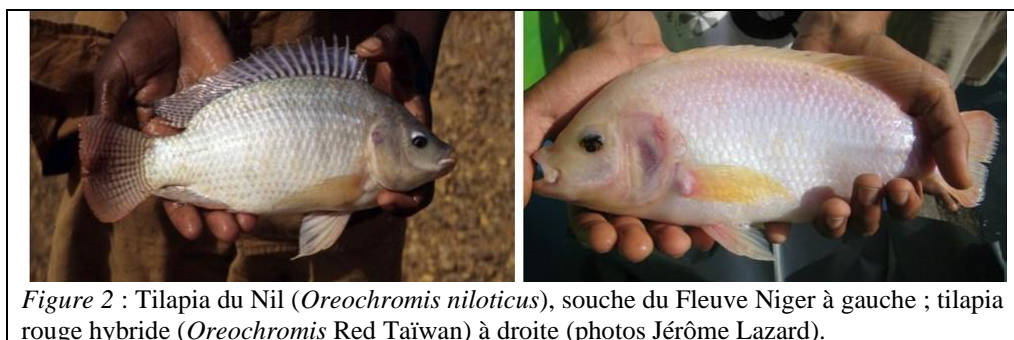 Figure 2 : Tilapia du Nil (Oreochromis niloticus), souche du Fleuve Niger à gauche ; tilapia
rouge hybride (Oreochromis Red Taïwan) à droite (photos Jérôme Lazard).